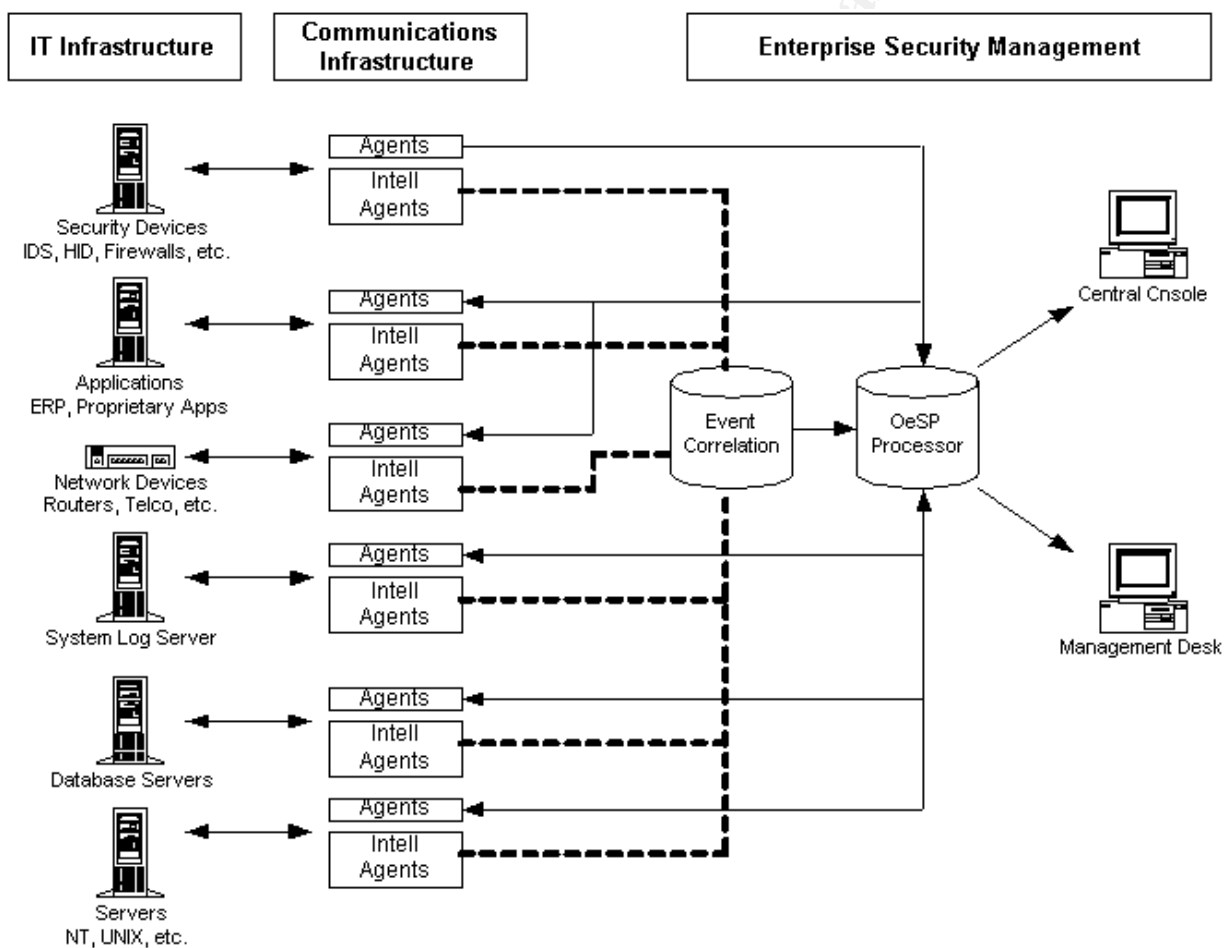 IT Infrastructure
Communications
Infrastructure
Enterprise Security Management
Agents
Intell
Agents
Security Devices
IDS, HID, Firewalls, etc.
Central Cnsole
Agents
Intell
Agents
Applications
ERP, Proprietary Apps
Event
Correlation
OeSP
Processor
Agents
Intell
Agents
Network Devices
Routers, Telco, etc.
Agents
Intell
Agents
System Log Server
Management Desk
Agents
Intell
Agents
Database Servers
Agents
Intell
Agents
Servers
NT, UNIX, etc.